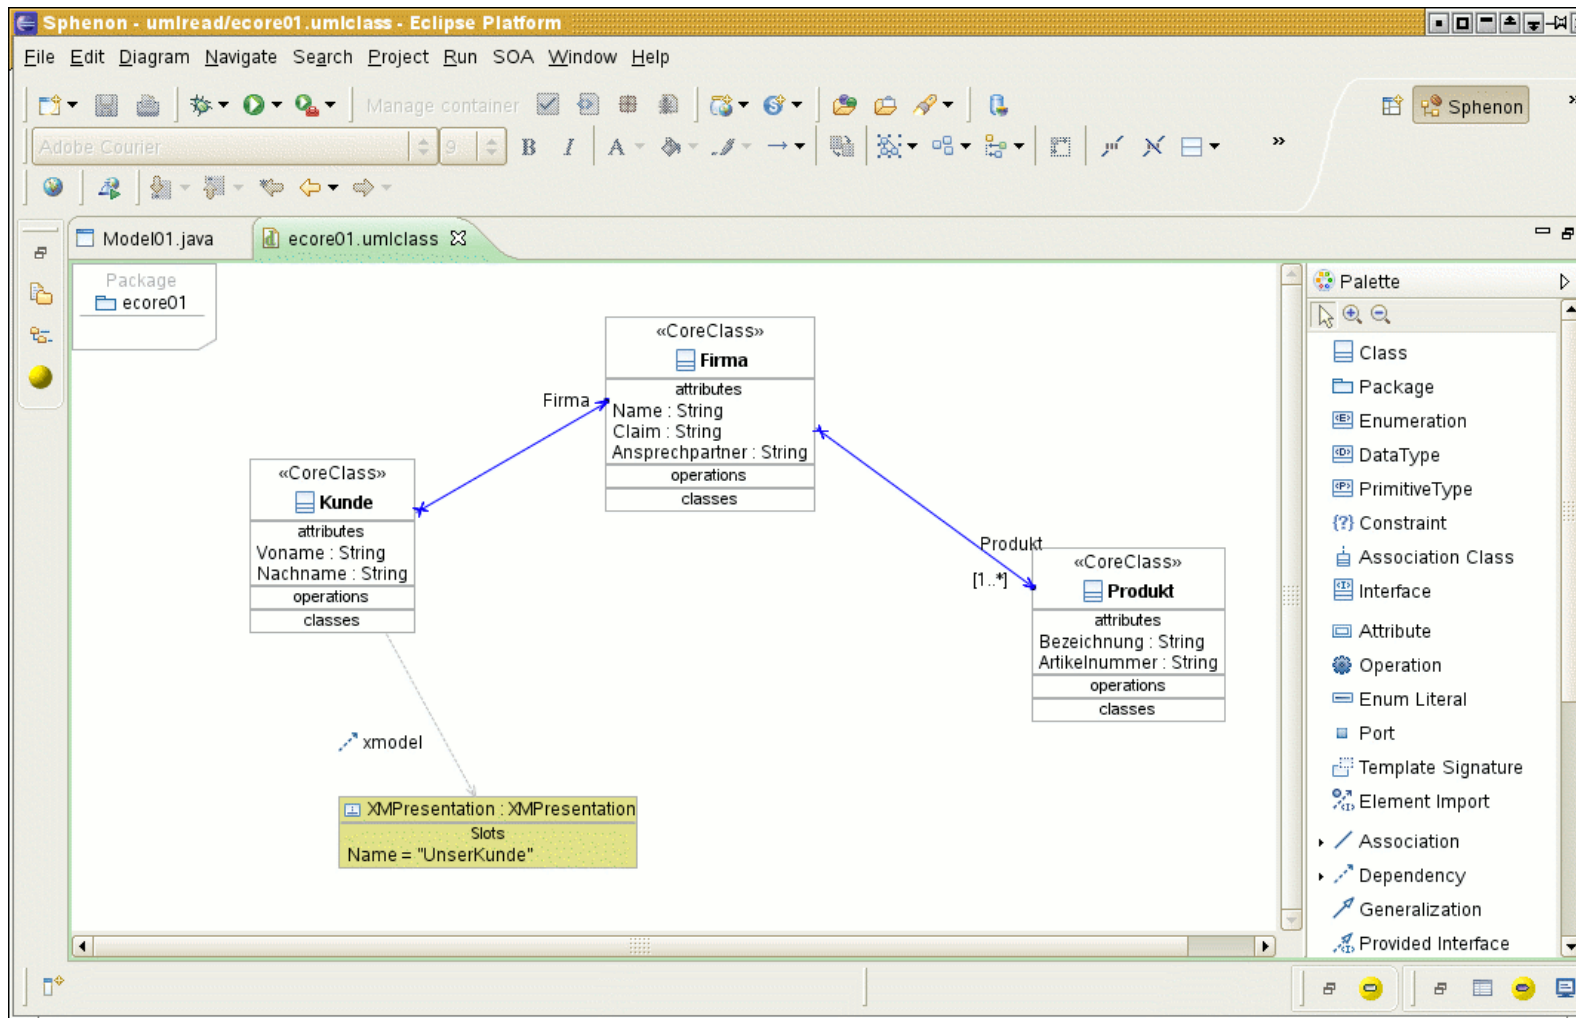 Sphenon - umlread/ecore01.umlclass - Eclipse Platform
File Edit Diagram Navigate Search Project Run SOA Window Help
Manage container
Sphenon
Adobe Courier 9
Model01.java
ecore01.umlclass
Package
ecore01
«CoreClass»
Firma
attributes
Name : String
Claim : String
Ansprechpartner : String
operations
classes
Firma
«CoreClass»
Kunde
attributes
Voname : String
Nachname : String
operations
classes
Produkt
[1..*]
«CoreClass»
Produkt
attributes
Bezeichnung : String
Artikelnummer : String
operations
classes
xmodel
XMPresentation : XMPresentation
Slots
Name = "UnserKunde"
Palette
Class
Package
Enumeration
DataType
PrimitiveType
Constraint
Association Class
Interface
Attribute
Operation
Enum Literal
Port
Template Signature
Element Import
Association
Dependency
Generalization
Provided Interface